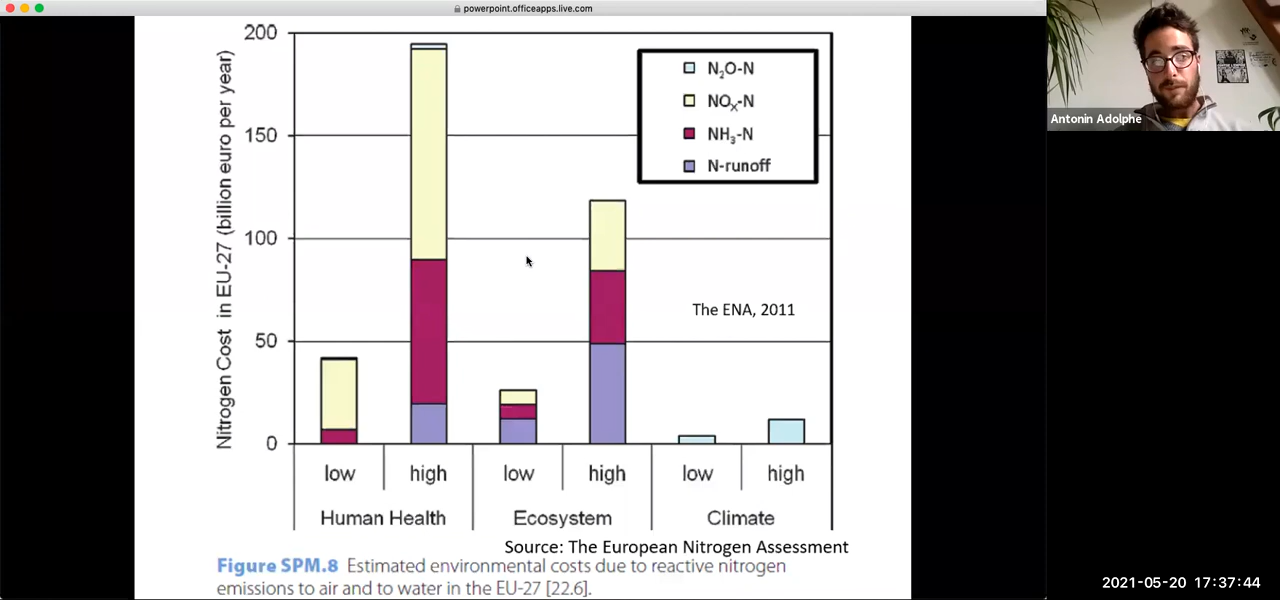 powerpoint.officeapps.live.com
Antonin Adolphe
Nitrogen Cost in EU-27 (billion euro per year)
200
150
100
50
0
N₂O-N
NOₓ-N
NH₃-N
N-runoff
The ENA, 2011
low high low high low high
Human Health Ecosystem Climate
Source: The European Nitrogen Assessment
Figure SPM.8 Estimated environmental costs due to reactive nitrogen
emissions to air and to water in the EU-27 [22.6].
2021-05-20 17:37:44